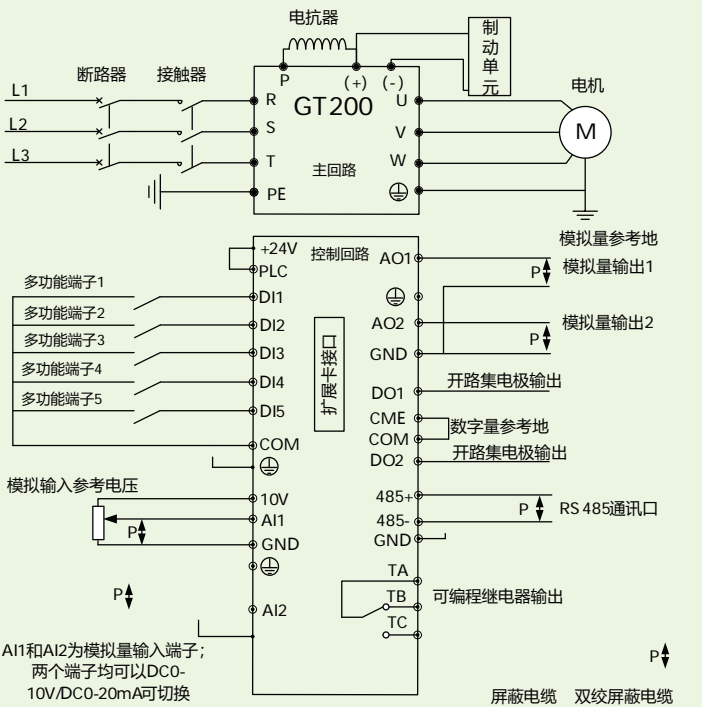 电抗器
制动单元
断路器
接触器
P
(+)
(-)
电机
L1
R
GT200
U
L2
S
V
M
L3
T
主回路
W
PE
+24V
控制回路
AO1
模拟量参考地
PLC
P
模拟量输出1
多功能端子1
DI1
多功能端子2
DI2
AO2
P
模拟量输出2
多功能端子3
DI3
扩展卡接口
GND
多功能端子4
DI4
DO1
开路集电极输出
多功能端子5
DI5
CME
数字量参考地
COM
COM
DO2
开路集电极输出
模拟输入参考电压
10V
485+
P
RS 485通讯口
AI1
485-
P
GND
GND
TA
P
TB
可编程继电器输出
AI2
TC
AI1和AI2为模拟量输入端子；
两个端子均可以DC0-
10V/DC0-20mA可切换
P
屏蔽电缆
双绞屏蔽电缆